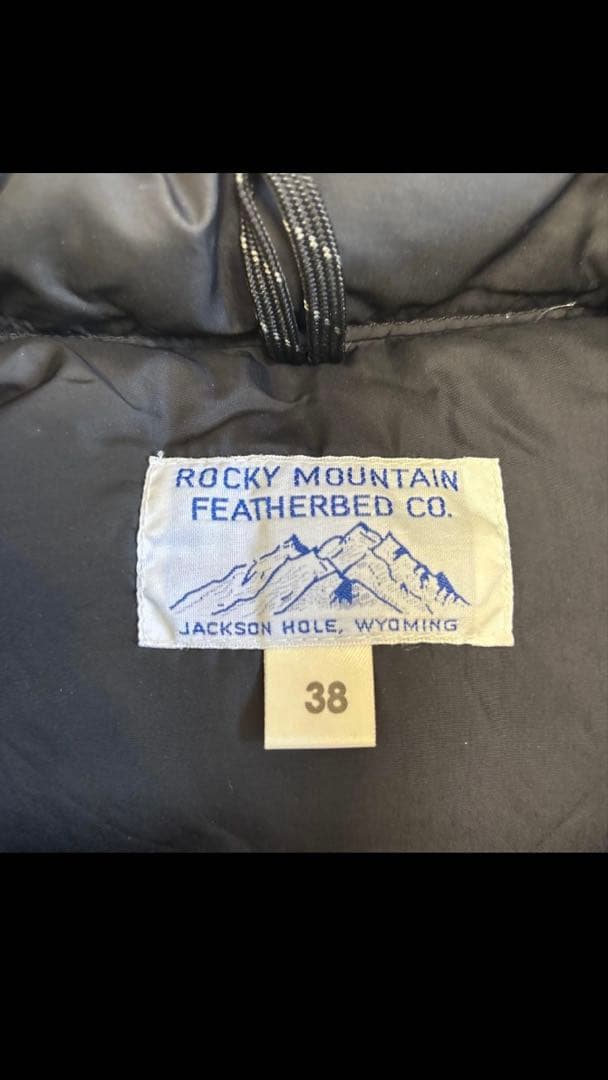 ROCKY MOUNTAIN
FEATHERBED CO.
JACKSON HOLE, WYOMING
38